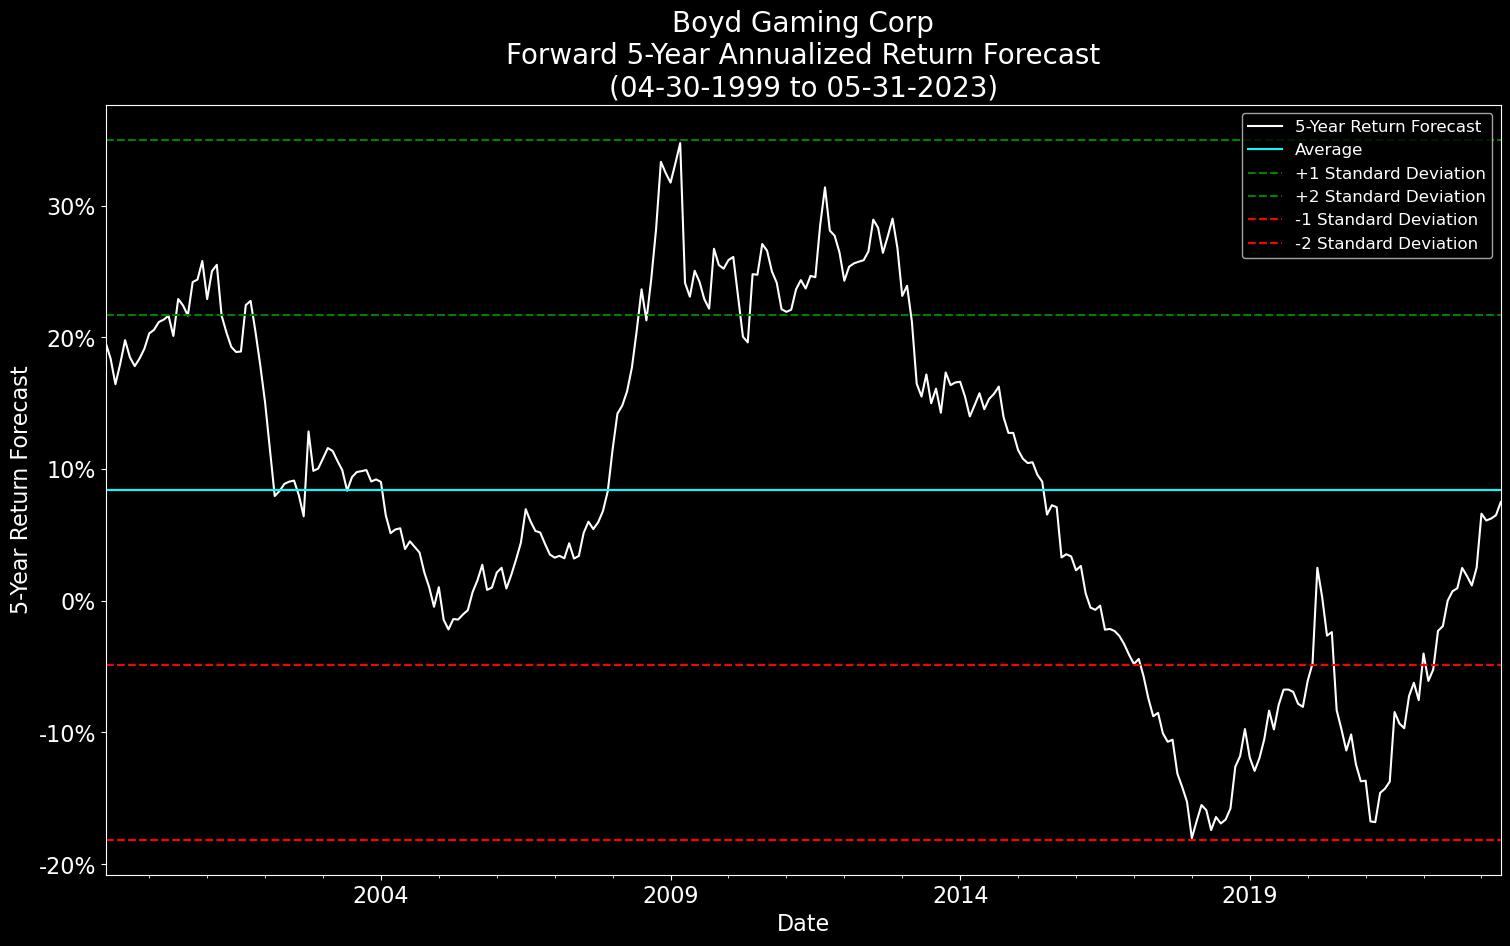 Boyd Gaming Corp
Forward 5-Year Annualized Return Forecast
(04-30-1999 to 05-31-2023)
5-Year Return Forecast
Average
+1 Standard Deviation
+2 Standard Deviation
-1 Standard Deviation
-2 Standard Deviation
5-Year Return Forecast
30%
20%
10%
0%
-10%
-20%
2004 2009 2014 2019
Date